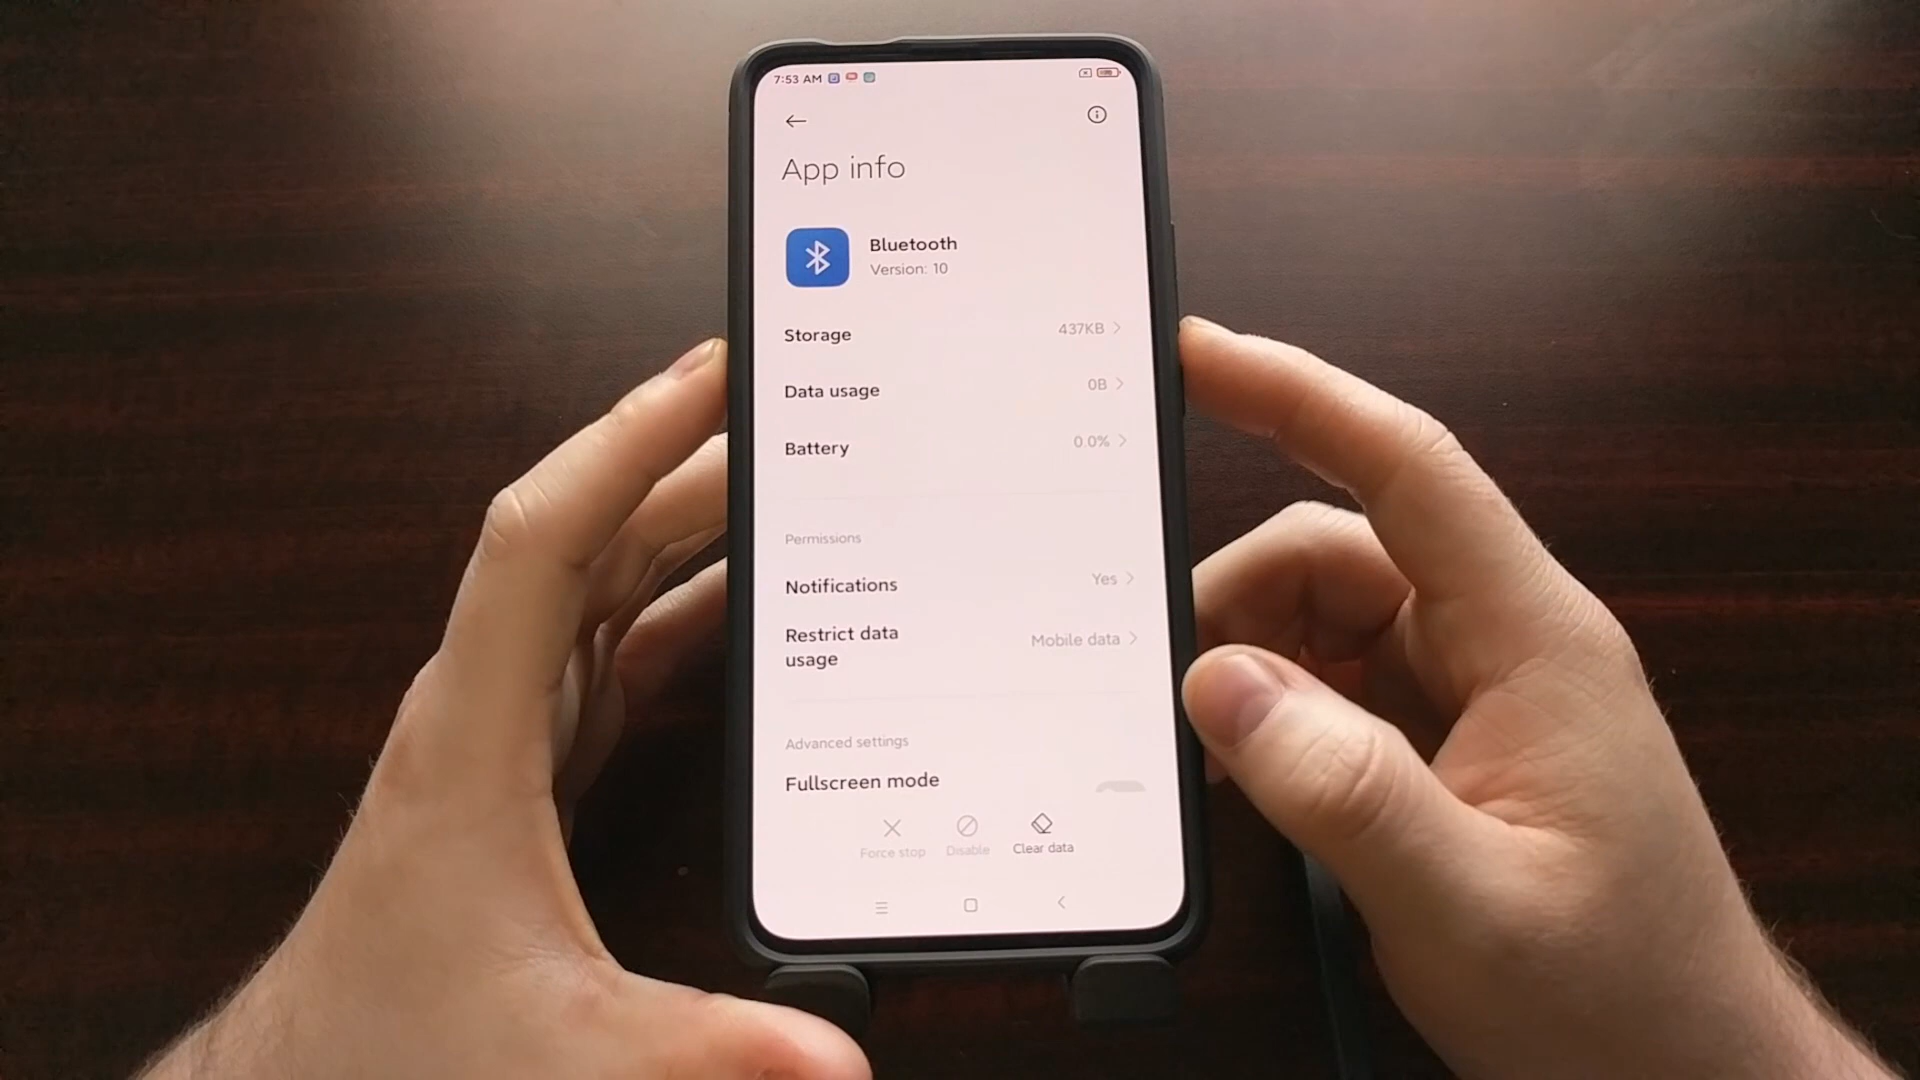 7:53 AM
App info
Bluetooth
Version: 10
Storage
437KB
Data usage
0B
Battery
0.0%
Permissions
Notifications
Yes
Restrict data
usage
Mobile data
Advanced settings
Fullscreen mode
Force stop
Disable
Clear data